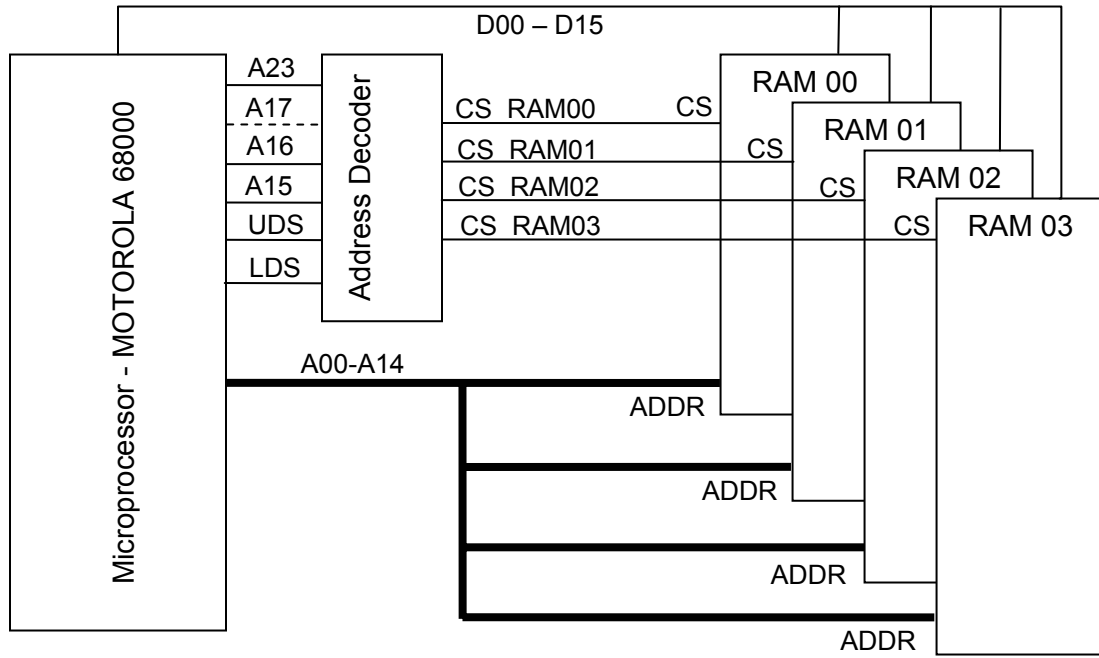 D00 – D15
Microprocessor - MOTOROLA 68000
A23
A17
A16
A15
UDS
LDS
Address Decoder
CS RAM00
CS RAM01
CS RAM02
CS RAM03
CS
RAM 00
CS
RAM 01
CS
RAM 02
CS
RAM 03
A00-A14
ADDR
ADDR
ADDR
ADDR